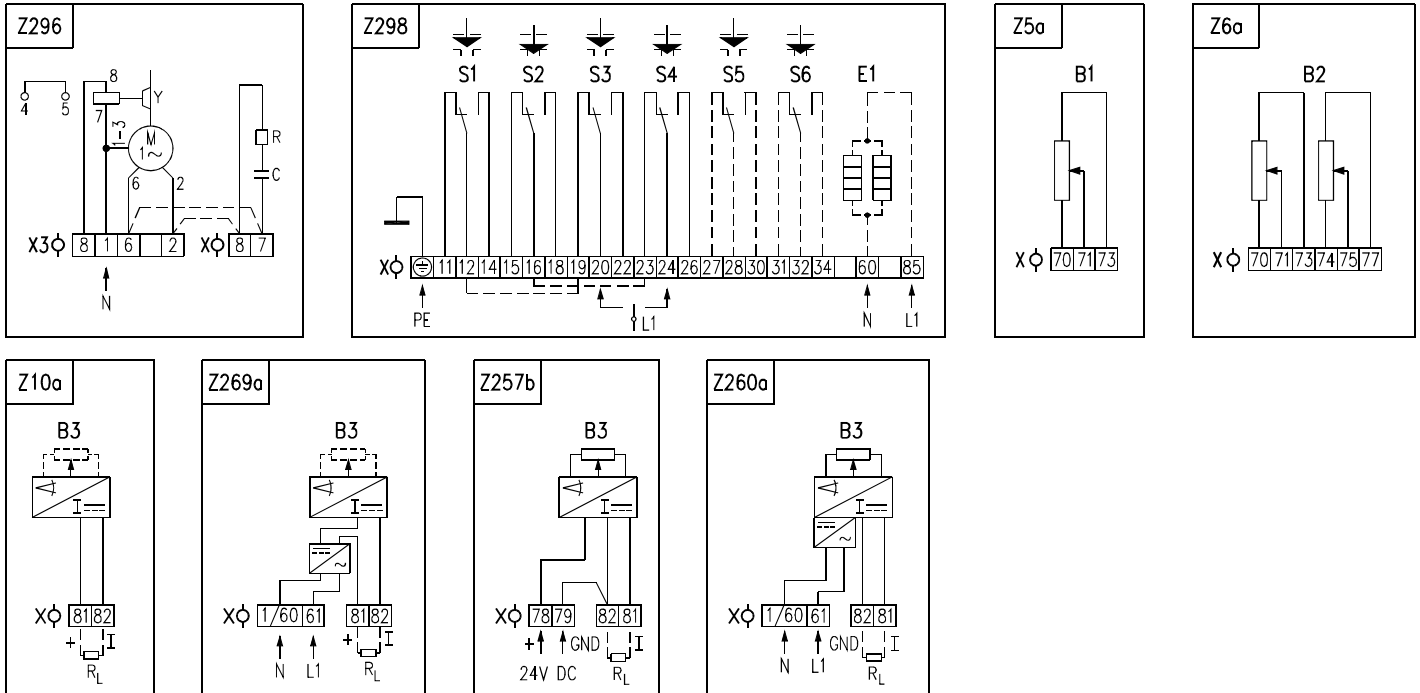 Z296
8
4
5
7
Y
1-3
M
1~
R
C
6
2
X3
8 1 6 2
X
8 7
N
Z298
S1 S2 S3 S4 S5 S6 E1
X
11 12 14 15 16 18 19 20 22 23 24 26 27 28 30 31 32 34 60 85
PE
L1
N
L1
Z5a
B1
X
70 71 73
Z6a
B2
X
70 71 73 74 75 77
Z10a
B3
I
X
81 82
+
I
RL
Z269a
B3
I
~
X
1/60 61
81 82
+
I
N
L1
RL
Z257b
B3
I
X
78 79
82 81
+
GND
I
24V DC
RL
Z260a
B3
I
~
X
1/60 61
82 81
GND
I
N
L1
RL